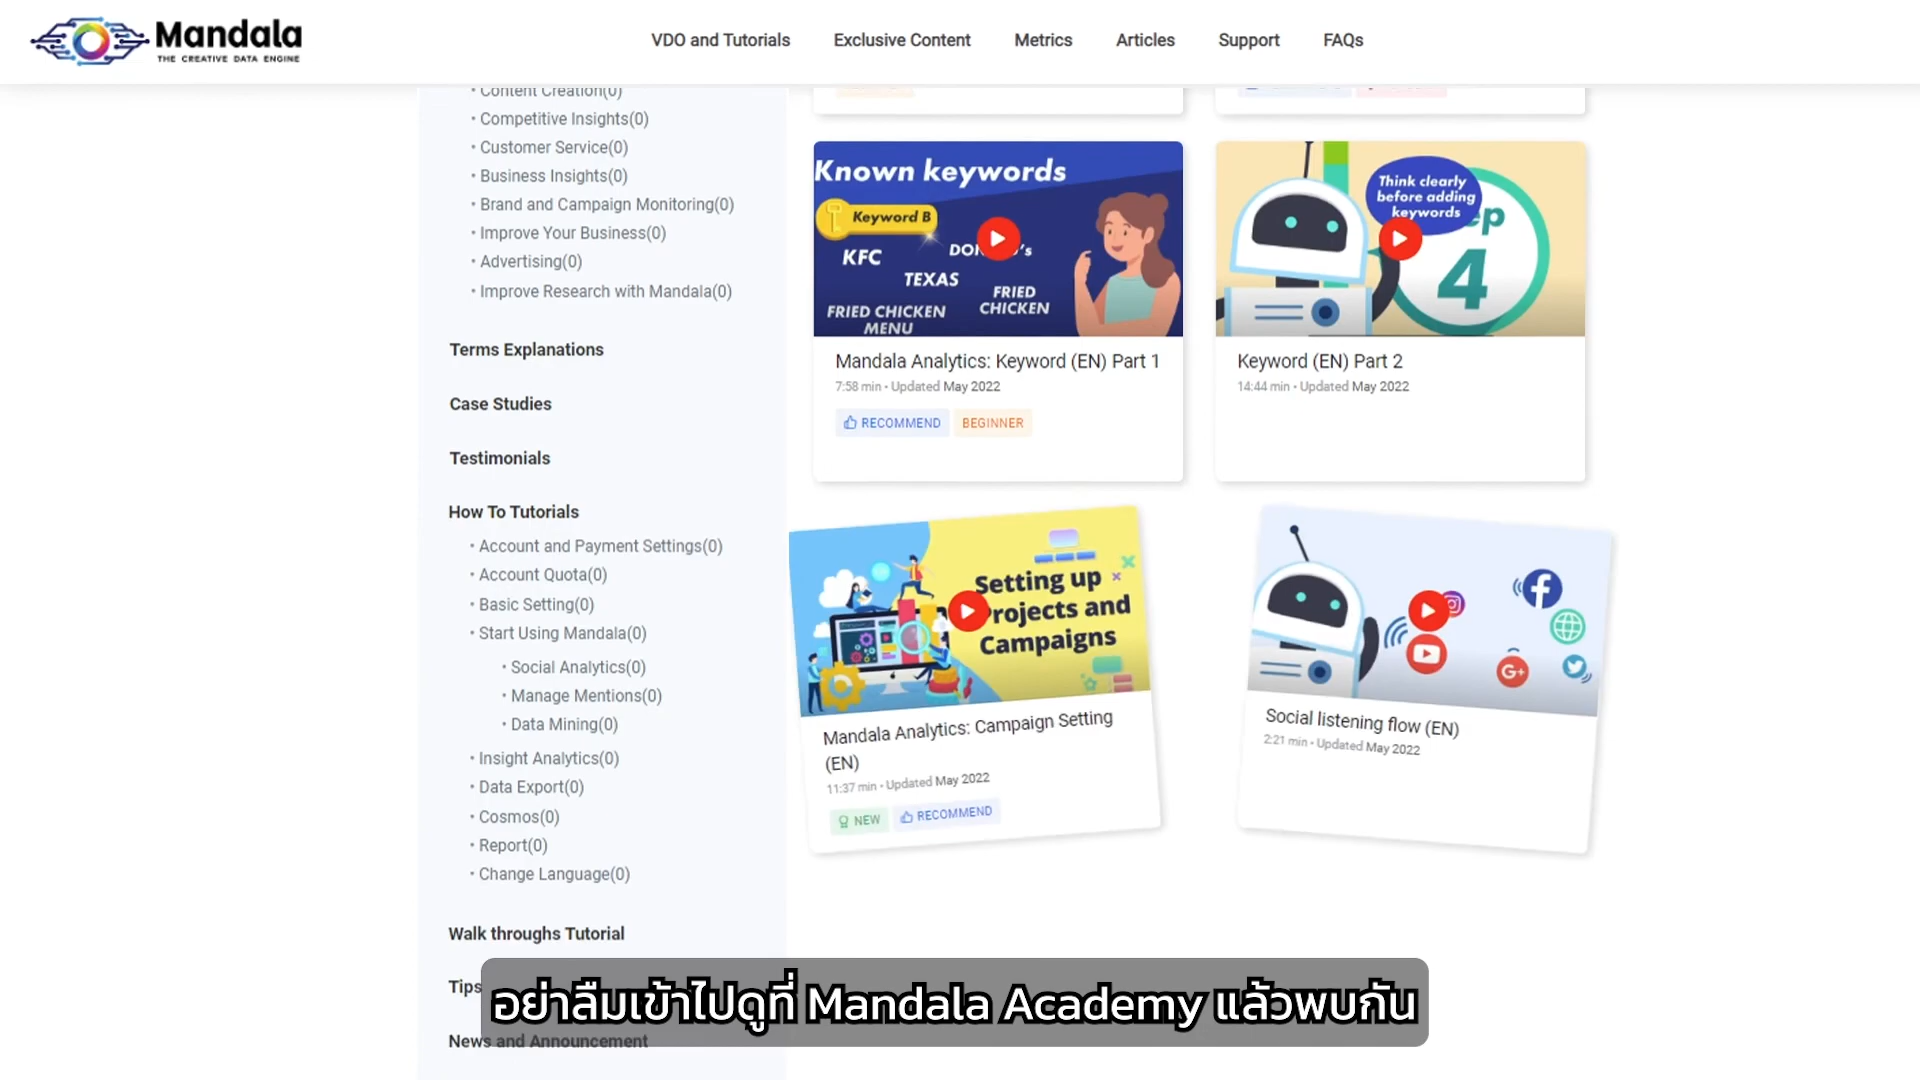 Mandala
THE CREATIVE DATA ENGINE
VDO and Tutorials
Exclusive Content
Metrics
Articles
Support
FAQs
• Content Creation(0)
• Competitive Insights(0)
• Customer Service(0)
• Business Insights(0)
• Brand and Campaign Monitoring(0)
• Improve Your Business(0)
• Advertising(0)
• Improve Research with Mandala(0)
Terms Explanations
Case Studies
Testimonials
How To Tutorials
• Account and Payment Settings(0)
• Account Quota(0)
• Basic Setting(0)
• Start Using Mandala(0)
• Social Analytics(0)
• Manage Mentions(0)
• Data Mining(0)
• Insight Analytics(0)
• Data Export(0)
• Cosmos(0)
• Report(0)
• Change Language(0)
Walk throughs Tutorial
Tips
News and Announcement
Known keywords
Keyword B
KFC
TEXAS
FRIED CHICKEN
MENU
FRIED
CHICKEN
Mandala Analytics: Keyword (EN) Part 1
7:58 min • Updated May 2022
RECOMMEND
BEGINNER
Think clearly
before adding
keywords
4
Keyword (EN) Part 2
14:44 min • Updated May 2022
Setting up
Projects and
Campaigns
Mandala Analytics: Campaign Setting
(EN)
11:37 min • Updated May 2022
NEW
RECOMMEND
G+
Social listening flow (EN)
2:21 min • Updated May 2022
อย่าลืมเข้าไปดูที่ Mandala Academy แล้วพบกัน